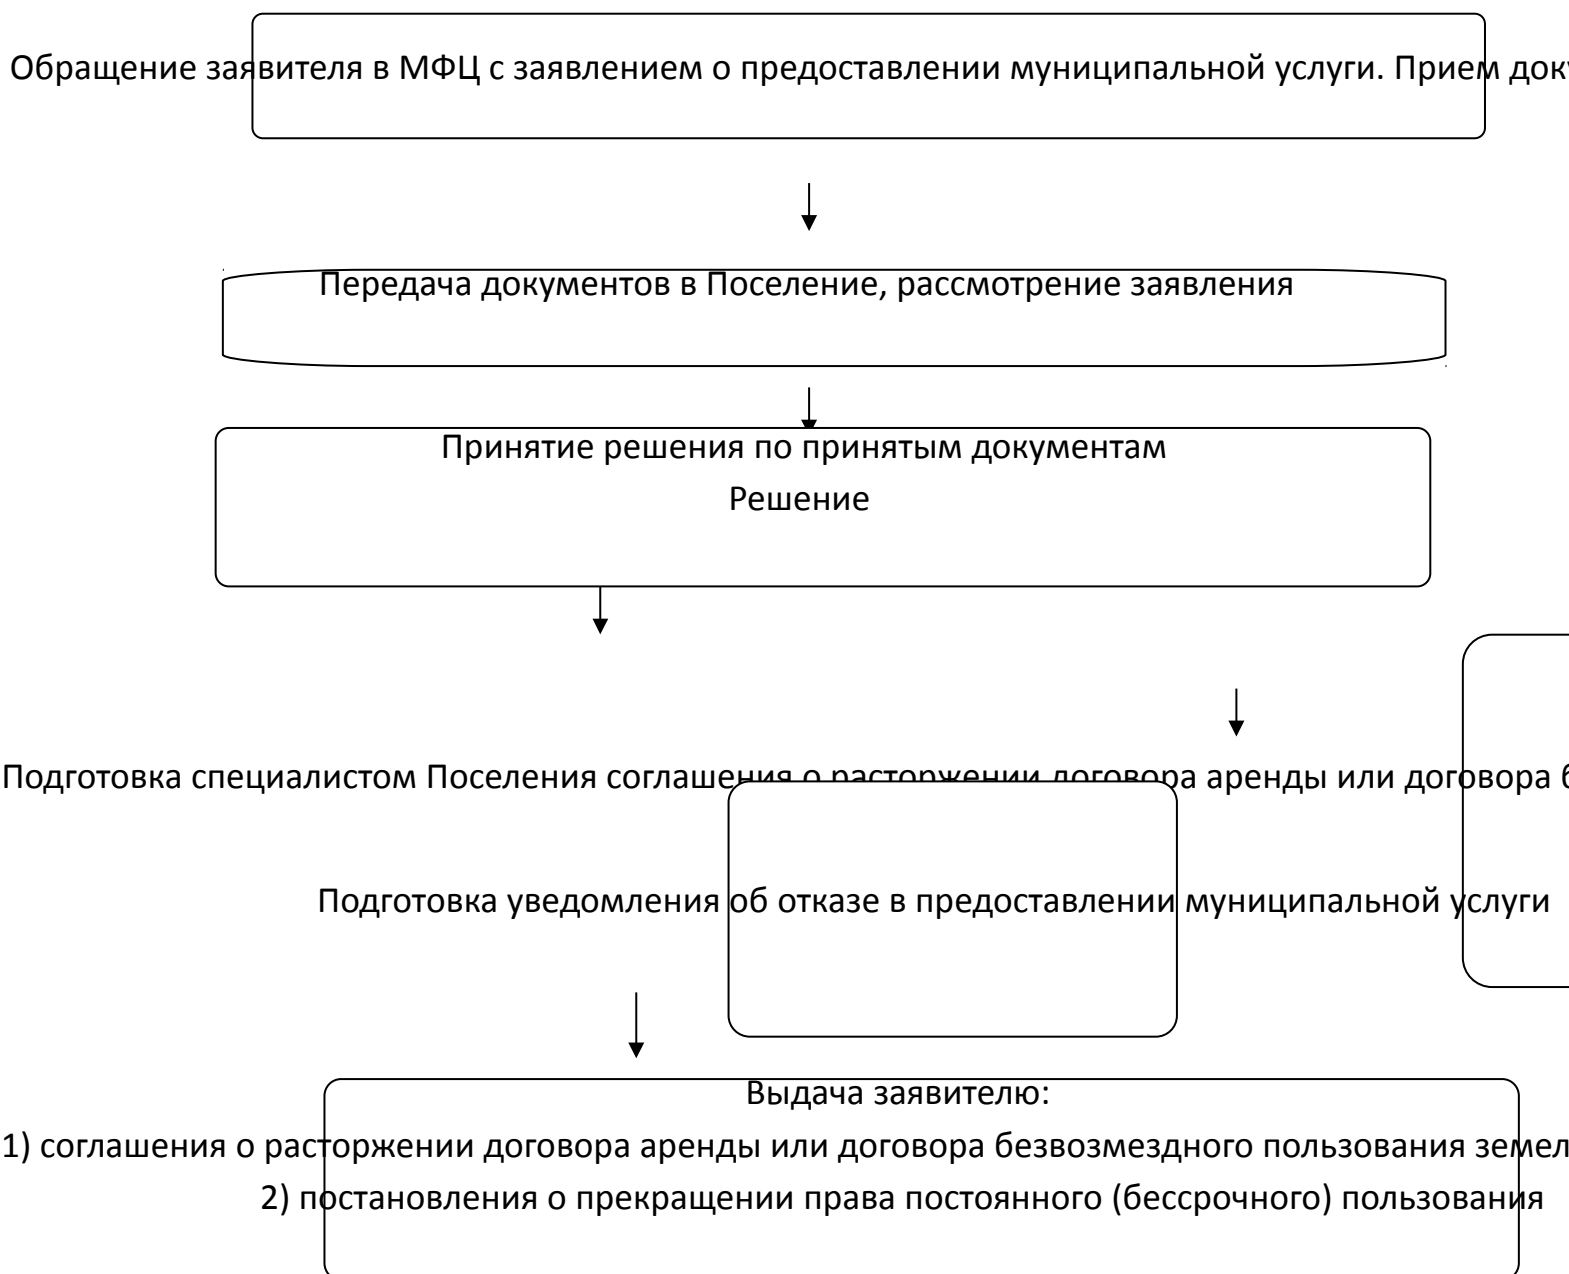 Обращение заявителя в МФЦ с заявлением о предоставлении муниципальной услуги. Прием
Передача документов в Поселение, рассмотрение заявления
Принятие решения по принятым документам
Решение
Подготовка специалистом Поселения соглашения о расторжении договора аренды или договора
Подготовка уведомления об отказе в предоставлении муниципальной услуги
Выдача заявителю:
1) соглашения о расторжении договора аренды или договора безвозмездного пользования
2) постановления о прекращении права постоянного (бессрочного) пользования